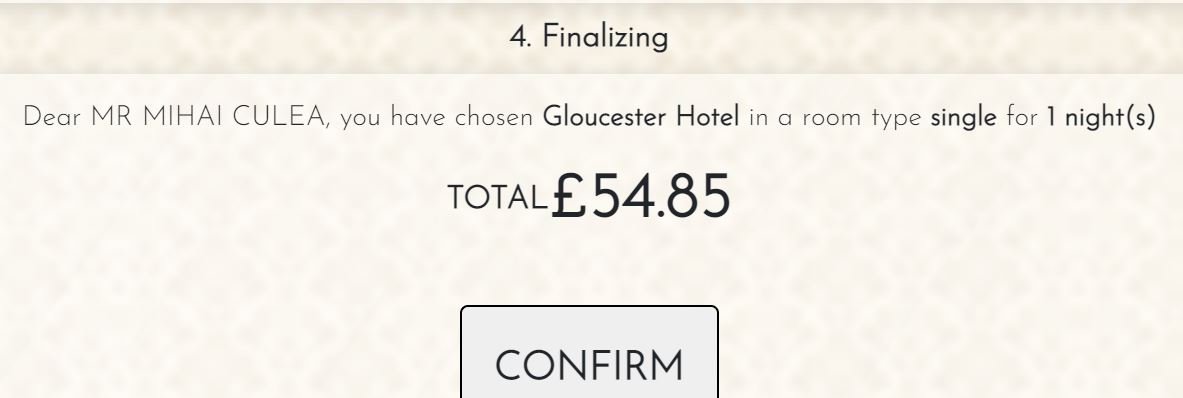 4. Finalizing
Dear MR MIHAI CULEA, you have chosen Gloucester Hotel in a room type single for 1 night(s)
TOTAL£54.85
CONFIRM